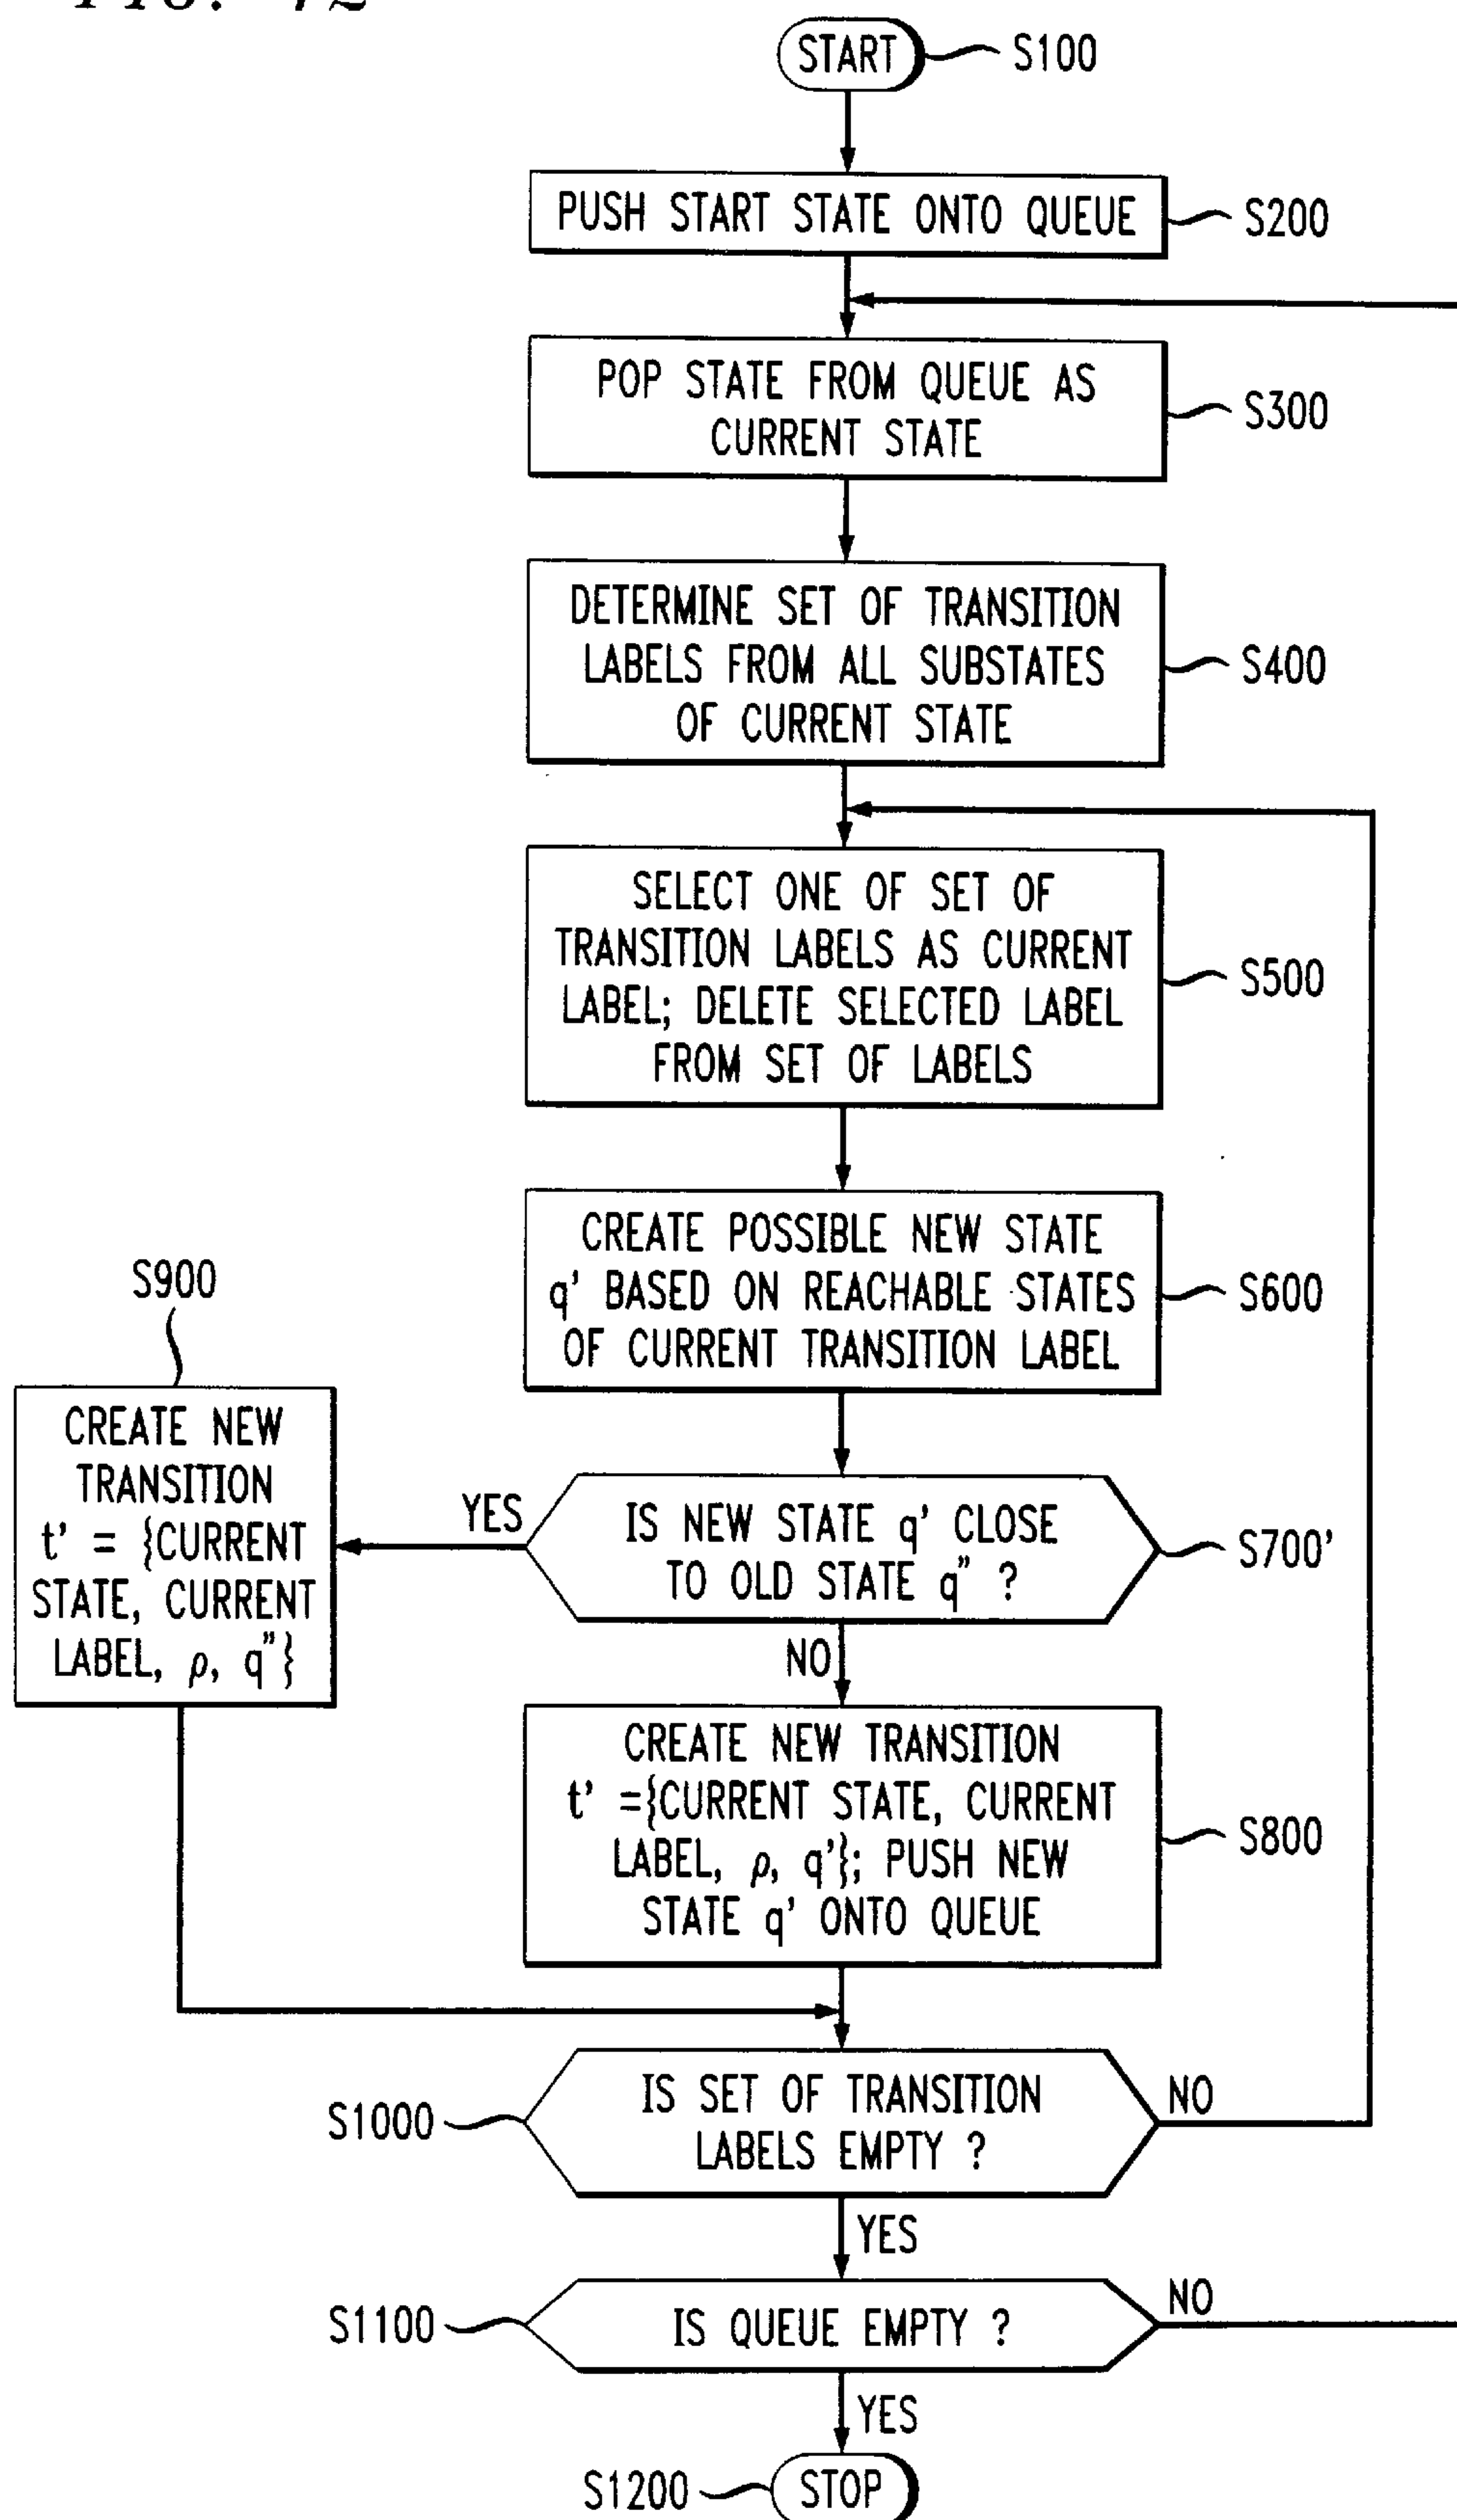 START
S100
PUSH START STATE ONTO QUEUE
S200
POP STATE FROM QUEUE AS
CURRENT STATE
S300
DETERMINE SET OF TRANSITION
LABELS FROM ALL SUBSTATES
OF CURRENT STATE
S400
SELECT ONE OF SET OF
TRANSITION LABELS AS CURRENT
LABEL; DELETE SELECTED LABEL
FROM SET OF LABELS
S500
CREATE POSSIBLE NEW STATE
q' BASED ON REACHABLE STATES
OF CURRENT TRANSITION LABEL
S600
S900
CREATE NEW
TRANSITION
t' = {CURRENT
STATE, CURRENT
LABEL, ρ, q"}
YES
IS NEW STATE q' CLOSE
TO OLD STATE q" ?
S700'
NO
CREATE NEW TRANSITION
t' ={CURRENT STATE, CURRENT
LABEL, ρ, q'}; PUSH NEW
STATE q' ONTO QUEUE
S800
S1000
IS SET OF TRANSITION
LABELS EMPTY ?
NO
YES
S1100
IS QUEUE EMPTY ?
NO
YES
S1200
STOP